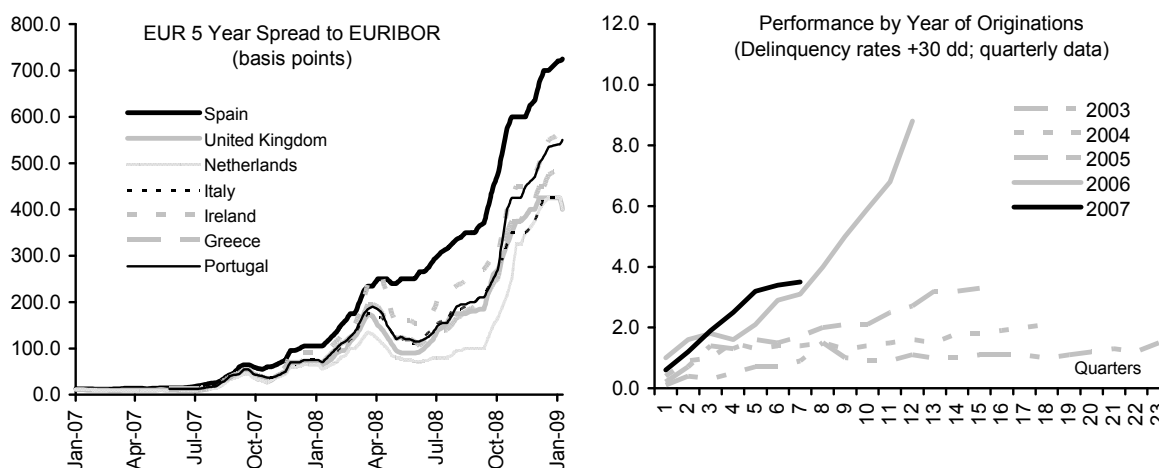 EUR 5 Year Spread to EURIBOR
(basis points)
800.0
700.0
600.0
500.0
400.0
300.0
200.0
100.0
0.0
Spain
United Kingdom
Netherlands
Italy
Ireland
Greece
Portugal
Jan-07
Apr-07
Jul-07
Oct-07
Jan-08
Apr-08
Jul-08
Oct-08
Jan-09
Performance by Year of Originations
(Delinquency rates +30 dd; quarterly data)
12.0
10.0
8.0
6.0
4.0
2.0
0.0
2003
2004
2005
2006
2007
Quarters
1
2
3
4
5
6
7
8
9
10
11
12
13
14
15
16
17
18
19
20
21
22
23